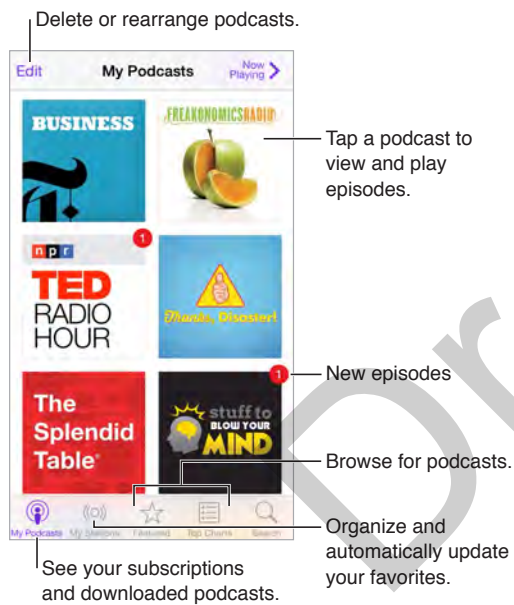 Delete or rearrange podcasts.
Edit
My Podcasts
Now Playing
BUSINESS
FREAKONOMICSRADIO
Tap a podcast to
view and play
episodes.
npr
1
TED
RADIO
HOUR
Thanks, Disaster!
1
New episodes
The
Splendid
Table
stuff to
BLOW YOUR
MIND
Browse for podcasts.
My Podcasts
My Stations
Featured
Top Charts
Search
Organize and
automatically update
your favorites.
See your subscriptions
and downloaded podcasts.
Dr